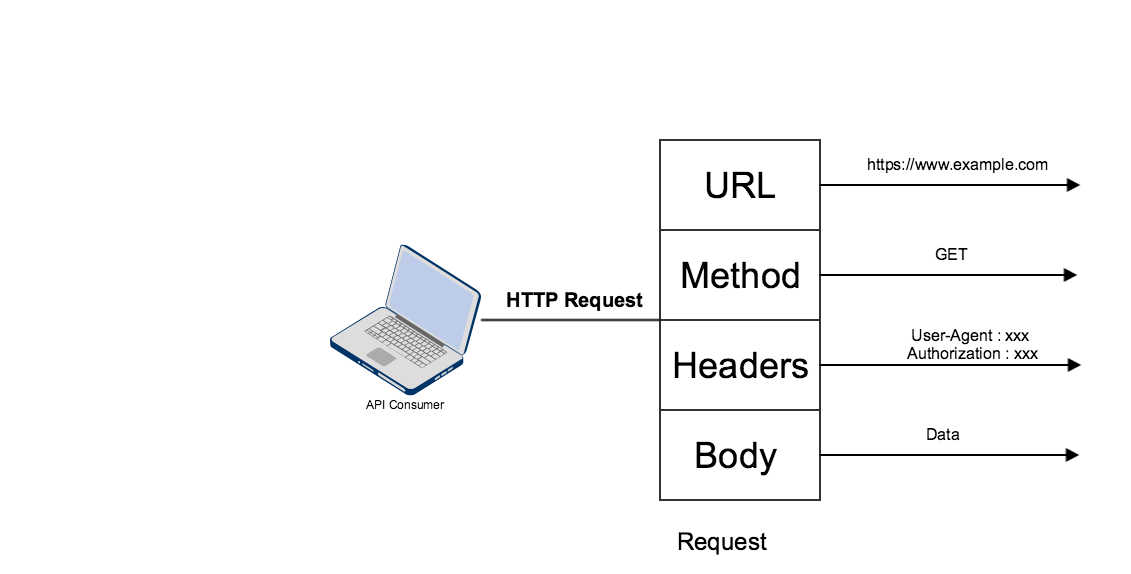 https://www.example.com
URL
GET
Method
HTTP Request
User-Agent : xxx
Authorization : xxx
Headers
API Consumer
Data
Body
Request